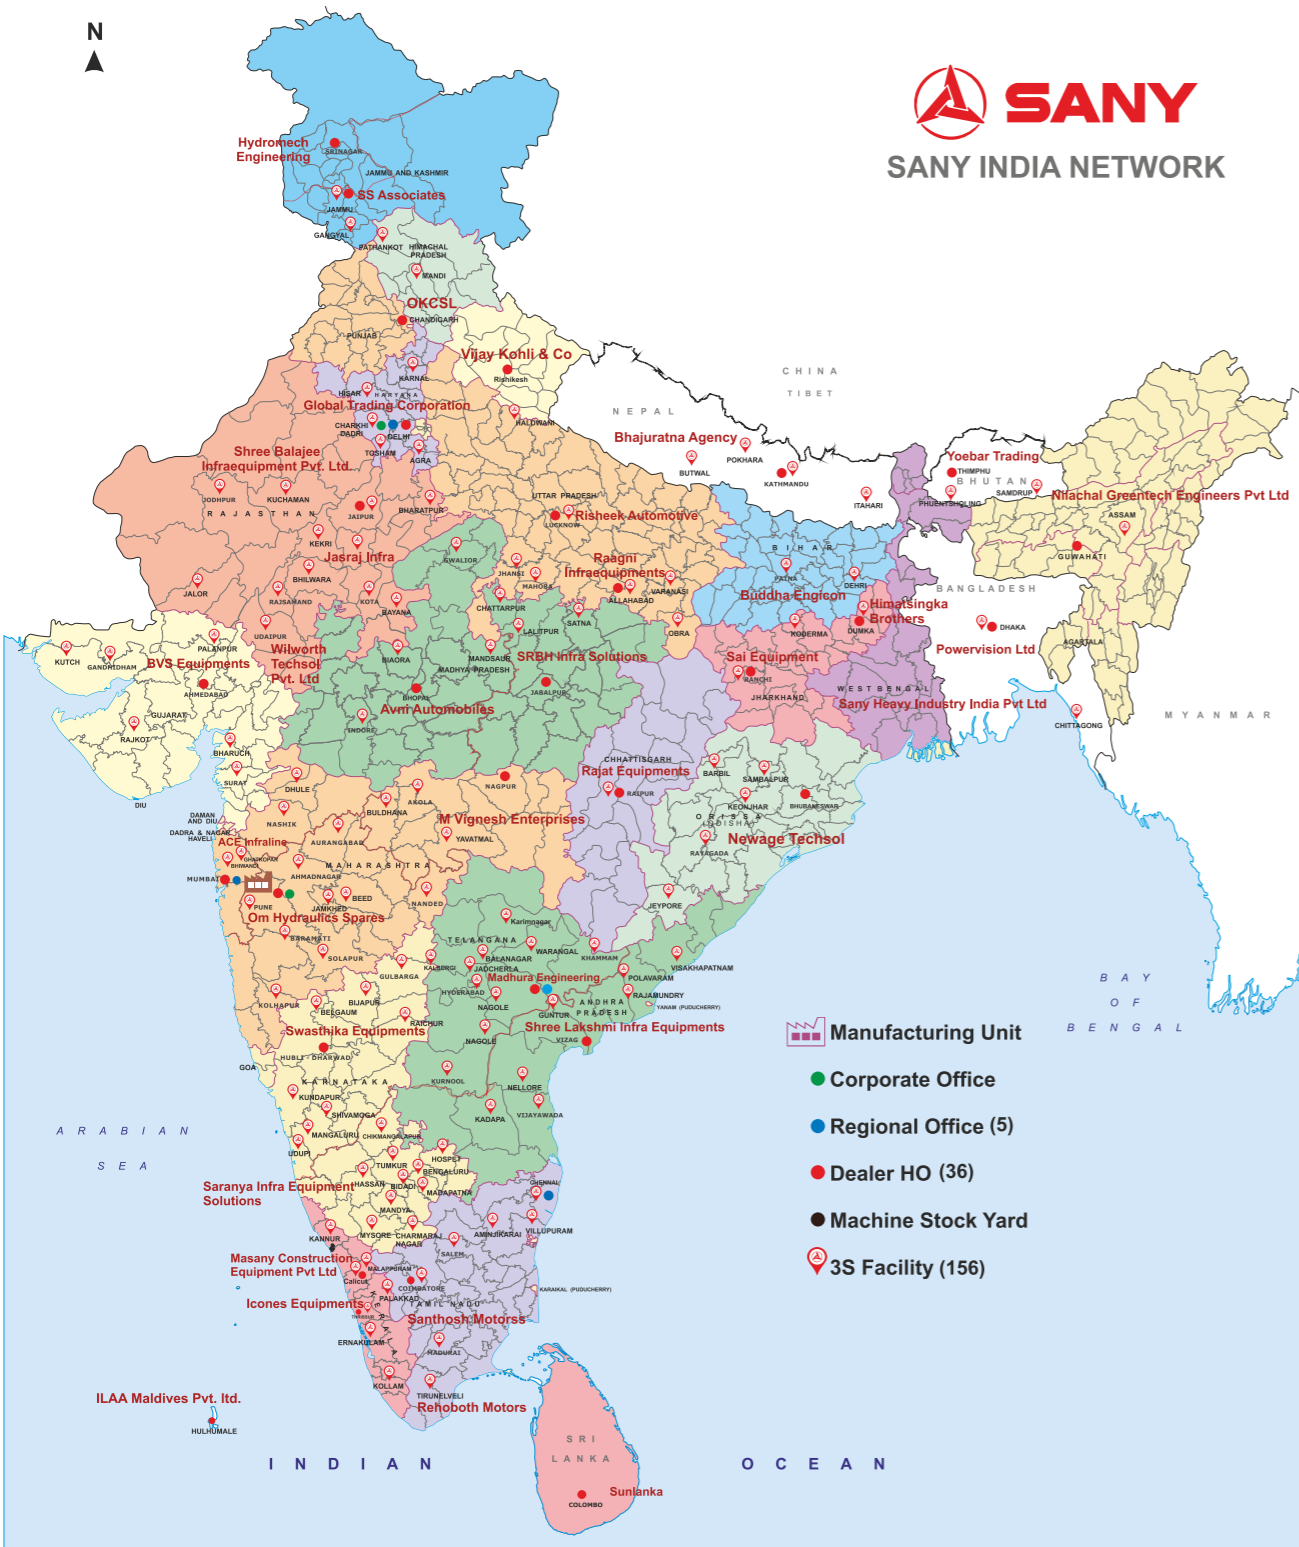 N
SANY
SANY INDIA NETWORK
Hydromech
Engineering
SRINAGAR
JAMMU AND KASHMIR
SS Associates
JAMMU
GANGYAL
PATHANKOT
HIMACHAL
PRADESH
MANDI
OKCSL
CHANDIGARH
PUNJAB
Vijay Kohli & Co
Rishikesh
KARNAL
HISAR
HARYANA
Global Trading Corporation
HALDWANI
CHARKHI
DADRI
DELHI
TOSHAM
AGRA
CHINA
TIBET
NEPAL
Bhajuratna Agency
POKHARA
BUTWAL
KATHMANDU
ITAHARI
Yoebar Trading
THIMPHU
BHUTAN
SAMDRUP
PHUENTSHOLING
Nilachal Greentech Engineers Pvt Ltd
ASSAM
GUWAHATI
Shree Balajee
Infraequipment Pvt. Ltd.
JODHPUR
KUCHAMAN
RAJASTHAN
JAIPUR
BHARATPUR
UTTAR PRADESH
LUCKNOW
Risheek Automotive
KEKRI
Jasraj Infra
GWALIOR
BHILWARA
JALOR
RAJSAMAND
KOTA
BAYANA
UDAIPUR
JHANSI
MAHOBA
CHATTARPUR
Raagni
Infraequipments
ALLAHABAD
VARANASI
BIHAR
PATNA
DEHRI
Buddha Engicon
Himatsingka
Brothers
BANGLADESH
DHAKA
Powervision Ltd
AGARTALA
LALITPUR
SATNA
OBRA
KODERMA
DUMKA
KUTCH
GANDHIDHAM
PALANPUR
BVS Equipments
AHMEDABAD
Wilworth
Techsol
Pvt. Ltd
BIAORA
MANDSAUR
MADHYA PRADESH
SRBH Infra Solutions
JABALPUR
BHOPAL
Avni Automobiles
INDORE
Sai Equipment
RANCHI
JHARKHAND
WEST BENGAL
Sany Heavy Industry India Pvt Ltd
CHITTAGONG
MYANMAR
GUJARAT
RAJKOT
BHARUCH
SURAT
DIU
DHULE
NASHIK
BULDHANA
AKOLA
NAGPUR
CHHATTISGARH
Rajat Equipments
RAIPUR
BARBIL
SAMBALPUR
KEONJHAR
BHUBANESWAR
ORISSA
(ODISHA)
Newage Techsol
RAYAGADA
JEYPORE
DAMAN
AND DIU
DADRA & NAGAR
HAVELI
ACE Infraline
GHATKOPAR
BHIWANDI
MUMBAI
AURANGABAD
M Vignesh Enterprises
YAVATMAL
MAHARASHTRA
AHMADNAGAR
PUNE
JAMKHED
BEED
NANDED
Om Hydraulics Spares
BARAMATI
SOLAPUR
KOLHAPUR
Karimnagar
TELANGANA
WARANGAL
BALANAGAR
JADCHERLA
KHAMMAM
GULBARGA
KALBERGI
Madhura Engineering
HYDERABAD
NAGOLE
POLAVARAM
VISAKHAPATNAM
RAJAMUNDRY
ANDHRA
PRADESH
YANAM (PUDUCHERRY)
GUNTUR
BIJAPUR
BELGAUM
RAICHUR
Swasthika Equipments
HUBLI - DHARWAD
NAGOLE
Shree Lakshmi Infra Equipments
VIZAG
GOA
KARNATAKA
KURNOOL
NELLORE
KUNDAPUR
SHIVAMOGA
KADAPA
VIJAYAWADA
MANGALURU
CHIKMANGALAPUR
UDUPI
TUMKUR
HOSPET
BENGALURU
HASSAN
BIDADI
MADAPATNA
MANDYA
CHENNAI
Saranya Infra Equipment
Solutions
MYSORE
CHARMARAJ
NAGAR
AMINJIKARAI
VILLUPURAM
KANNUR
SALEM
Masany Construction
Equipment Pvt Ltd
MALAPPURAM
Calicut
COIMBATORE
PALAKKAD
KARAIKAL (PUDUCHERRY)
Icones Equipments
KERALA
TAMIL NADU
Santhosh Motorss
ERNAKULAM
MADURAI
KOLLAM
TIRUNELVELI
Rehoboth Motors
ILAA Maldives Pvt. ltd.
HULHUMALE
SRI
LANKA
COLOMBO
Sunlanka
ARABIAN
SEA
BAY
OF
BENGAL
INDIAN OCEAN
Manufacturing Unit
Corporate Office
Regional Office (5)
Dealer HO (36)
Machine Stock Yard
3S Facility (156)